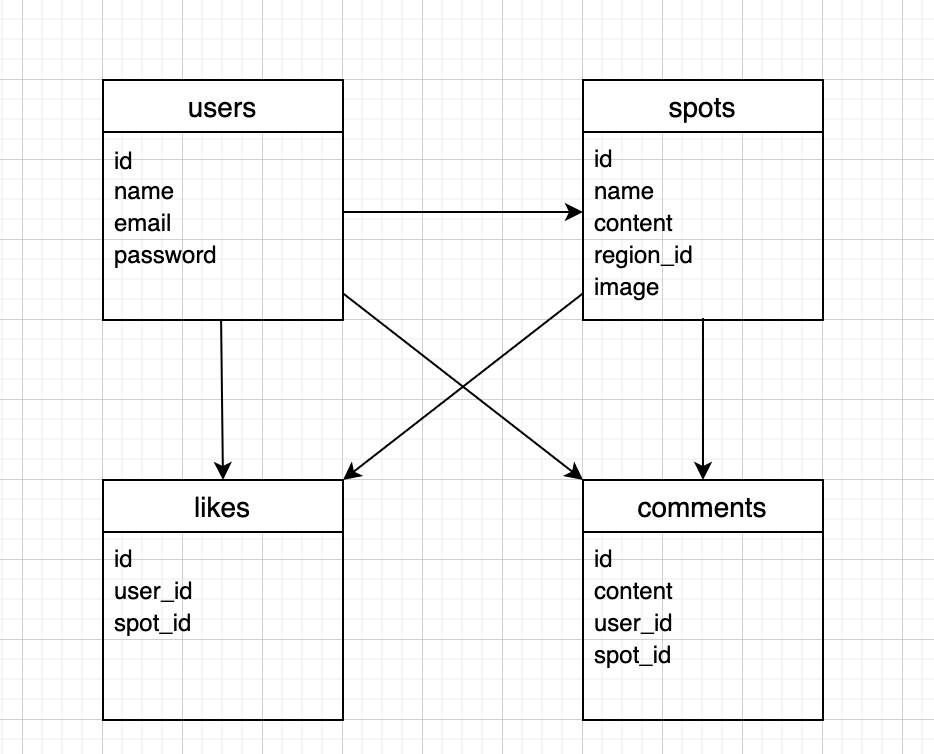 users
id
name
email
password
spots
id
name
content
region_id
image
likes
id
user_id
spot_id
comments
id
content
user_id
spot_id